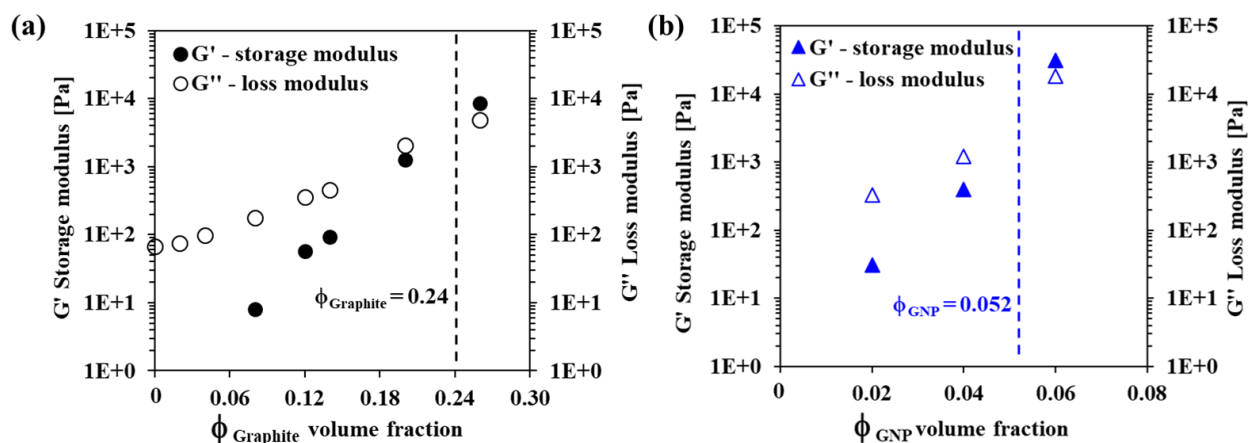 (a)
G' Storage modulus [Pa]
1E+5
1E+4
1E+3
1E+2
1E+1
1E+0
G' - storage modulus
G'' - loss modulus
ϕGraphite = 0.24
1E+5
1E+4
1E+3
1E+2
1E+1
1E+0
G'' Loss modulus [Pa]
0 0.06 0.12 0.18 0.24 0.30
ϕ Graphite volume fraction
(b)
G' Storage modulus [Pa]
1E+5
1E+4
1E+3
1E+2
1E+1
1E+0
G' - storage modulus
G'' - loss modulus
ϕGNP = 0.052
1E+5
1E+4
1E+3
1E+2
1E+1
1E+0
G'' Loss modulus [Pa]
0 0.02 0.04 0.06 0.08
ϕ GNP volume fraction